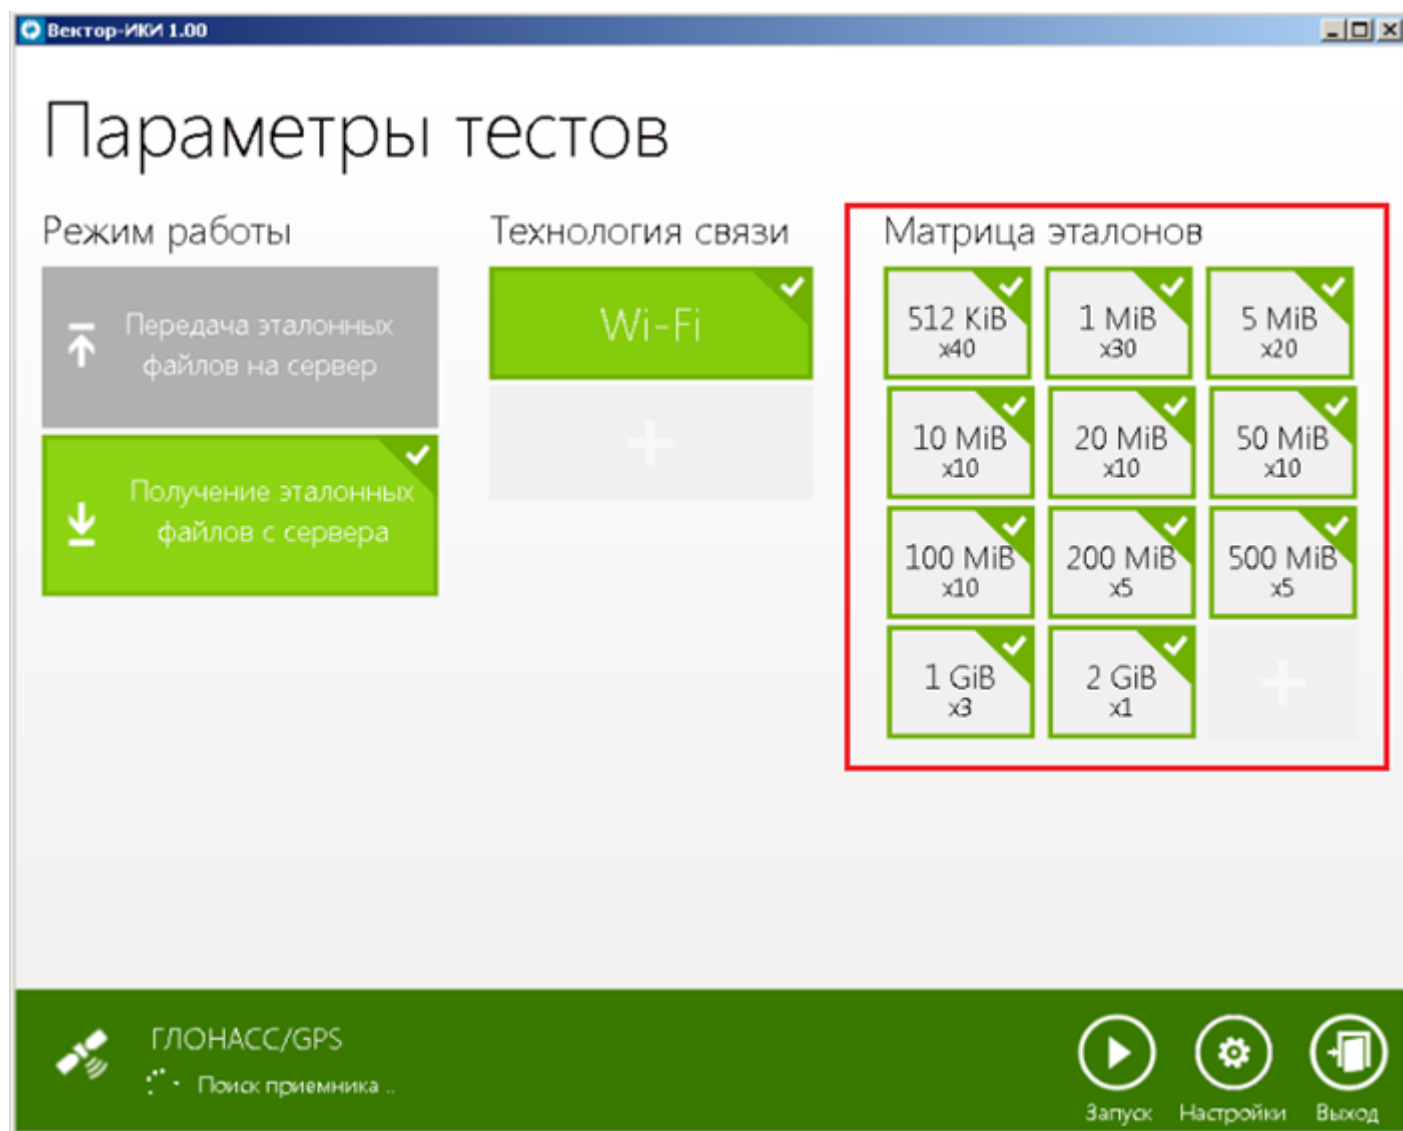 Вектор-ИКИ 1.00
Параметры тестов
Режим работы
Передача эталонных
файлов на сервер
Получение эталонных
файлов с сервера
Технология связи
Wi-Fi
Матрица эталонов
512 KiB
x40
1 MiB
x30
5 MiB
x20
10 MiB
x10
20 MiB
x10
50 MiB
x10
100 MiB
x10
200 MiB
x5
500 MiB
x5
1 GiB
x3
2 GiB
x1
ГЛОНАСС/GPS
Поиск приемника ..
Запуск
Настройки
Выход